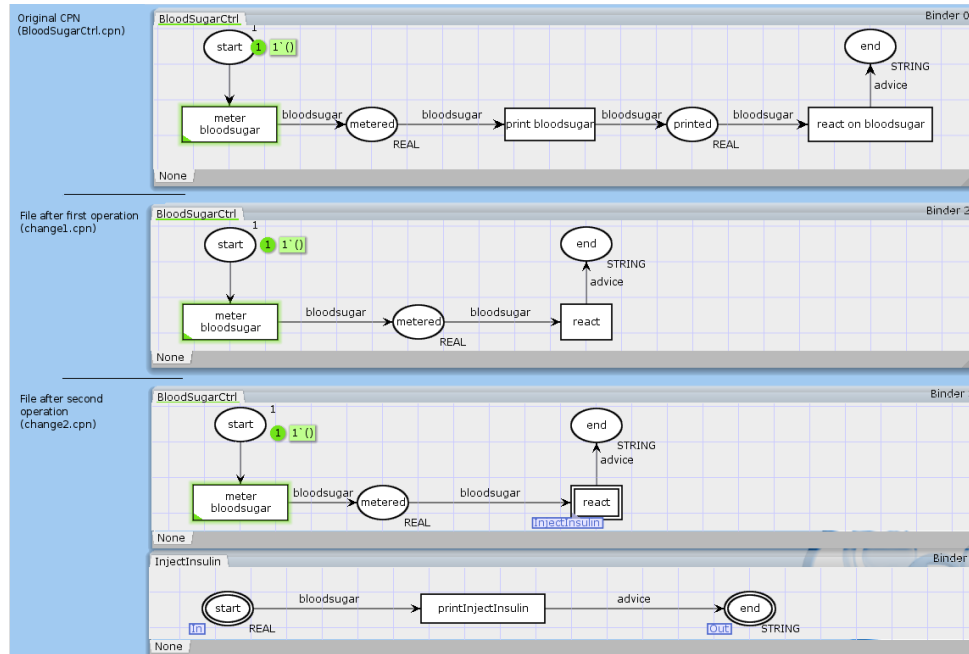 Original CPN
(BloodSugarCtrl.cpn)
BloodSugarCtrl
Binder 0
start
1
1 1`()
end
STRING
advice
meter
bloodsugar
bloodsugar
metered
REAL
bloodsugar
print bloodsugar
bloodsugar
printed
REAL
bloodsugar
react on bloodsugar
None
File after first operation
(change1.cpn)
BloodSugarCtrl
Binder 2
start
1
1 1`()
end
STRING
advice
meter
bloodsugar
bloodsugar
metered
REAL
bloodsugar
react
None
File after second
operation
(change2.cpn)
BloodSugarCtrl
Binder
start
1
1 1`()
end
STRING
advice
meter
bloodsugar
bloodsugar
metered
REAL
bloodsugar
react
InjectInsulin
None
InjectInsulin
Binder
start
In
REAL
bloodsugar
printInjectInsulin
advice
end
Out
STRING
None